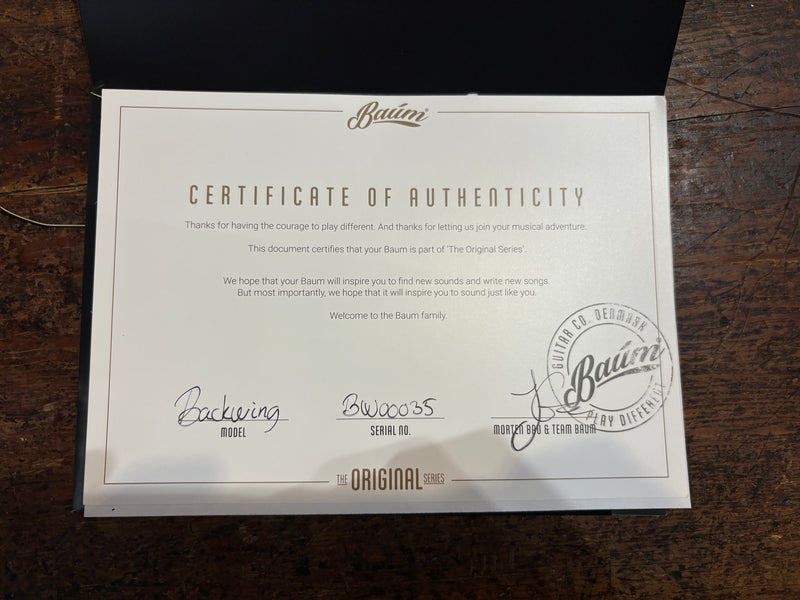 Baum®
CERTIFICATE OF AUTHENTICITY
Thanks for having the courage to play different. And thanks for letting us join your musical adventure.
This document certifies that your Baum is part of 'The Original Series'.
We hope that your Baum will inspire you to find new sounds and write new songs.
But most importantly, we hope that it will inspire you to sound just like you.
Welcome to the Baum family.
GUITAR CO. DENMARK
Baum
PLAY DIFFERENT
Backwing
MODEL
BW00035
SERIAL NO.
MORTEN BAU & TEAM BAUM
THE ORIGINAL SERIES